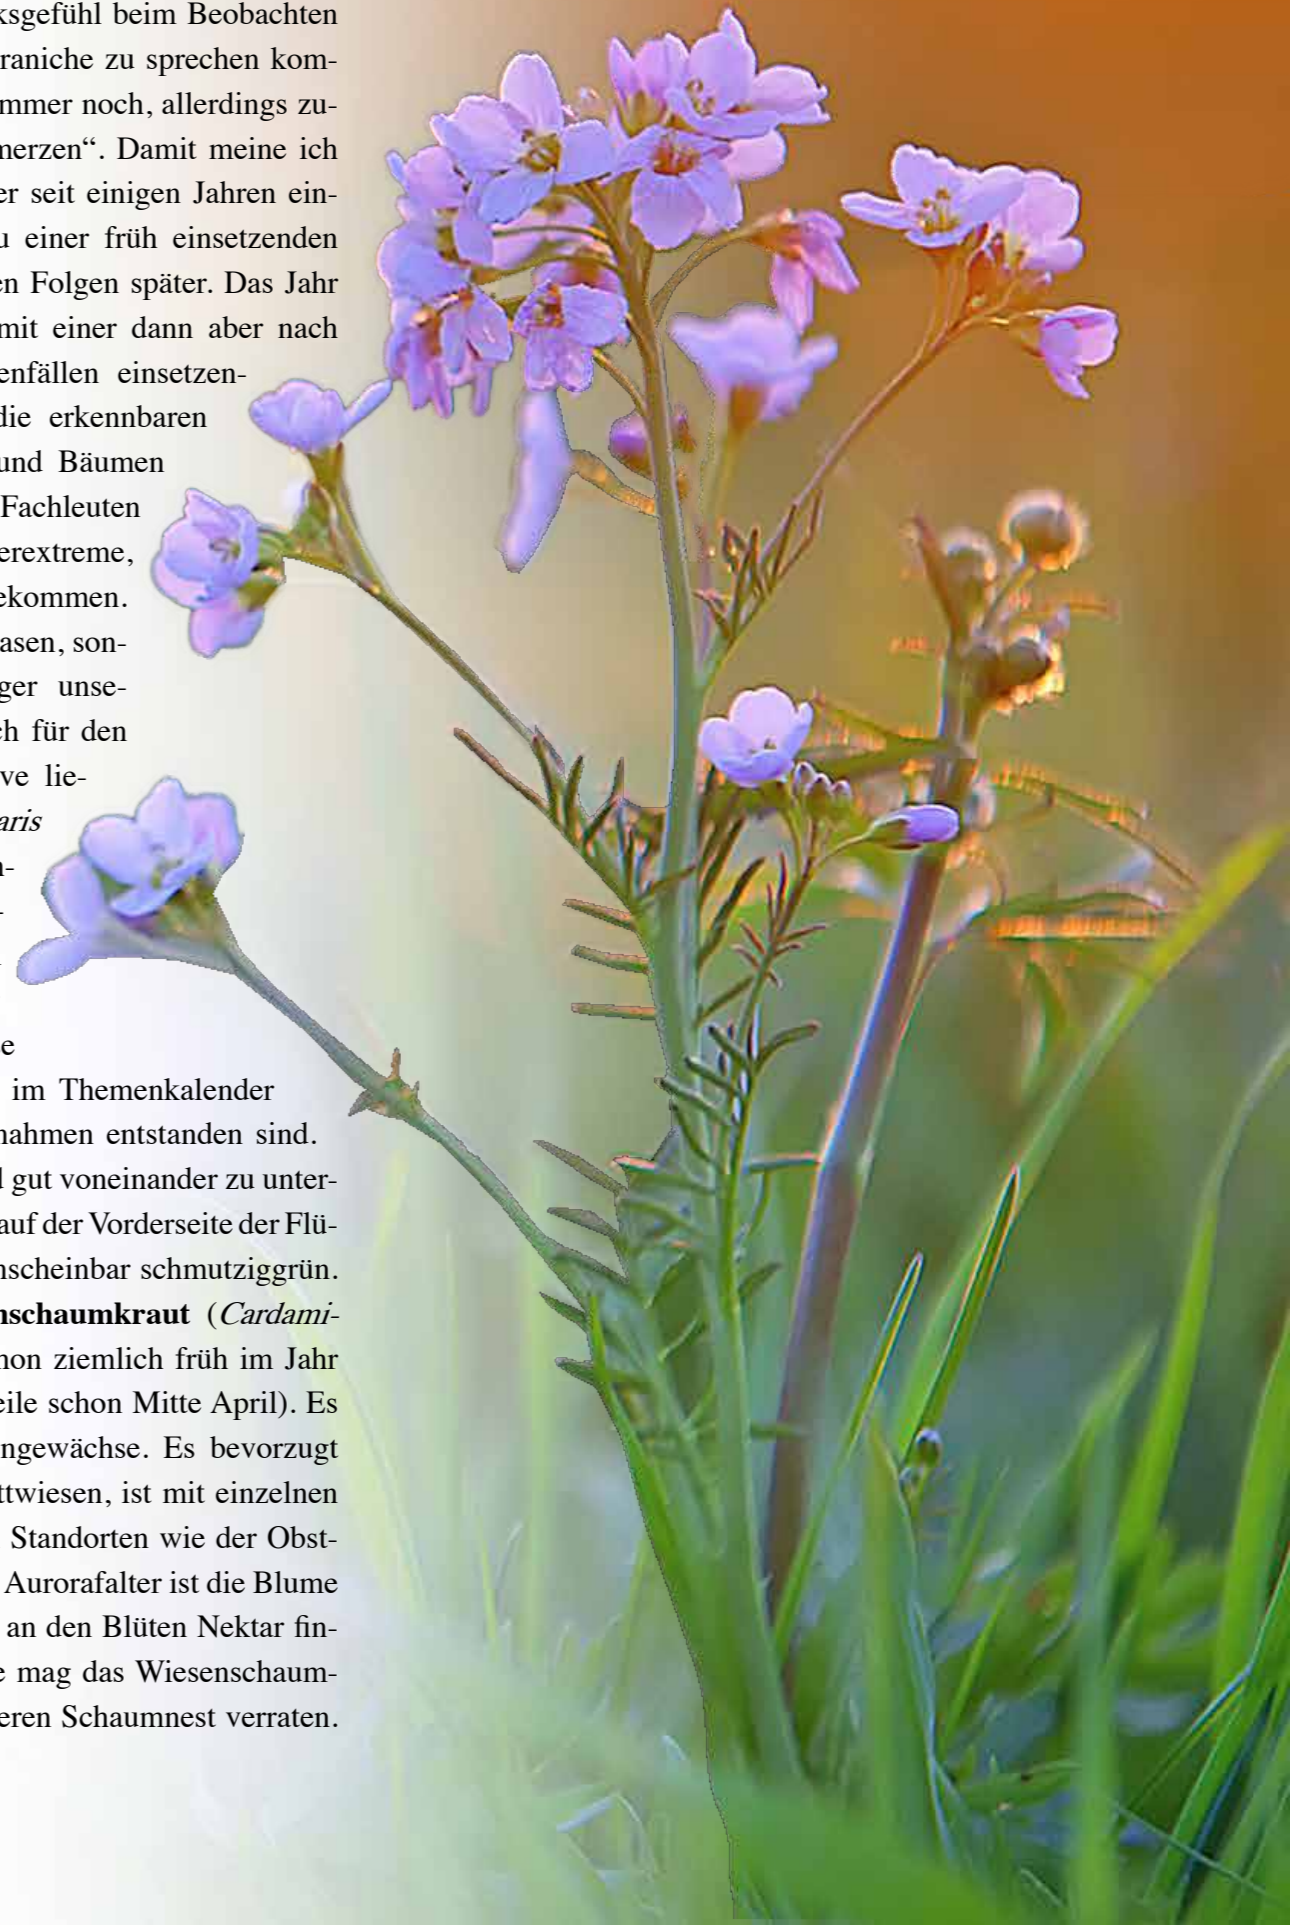 ksgefühl beim Beobachten
raniche zu sprechen kom-
mmer noch, allerdings zu-
merzen“. Damit meine ich
er seit einigen Jahren ein-
u einer früh einsetzenden
en Folgen später. Das Jahr
mit einer dann aber nach
enfällen einsetzen-
die erkennbaren
und Bäumen
Fachleuten
erextreme,
ekommen.
asen, son-
ger unse-
ch für den
ve lie-
aris
n-
-
e
im Themenkalender
nahmen entstanden sind.
l gut voneinander zu unter-
auf der Vorderseite der Flü-
nscheinbar schmutziggrün.
nschaumkraut (Cardami-
hon ziemlich früh im Jahr
eile schon Mitte April). Es
ngewächse. Es bevorzugt
ttwiesen, ist mit einzelnen
Standorten wie der Obst-
Aurorafalter ist die Blume
an den Blüten Nektar fin-
e mag das Wiesenschaum-
eren Schaumnest verraten.